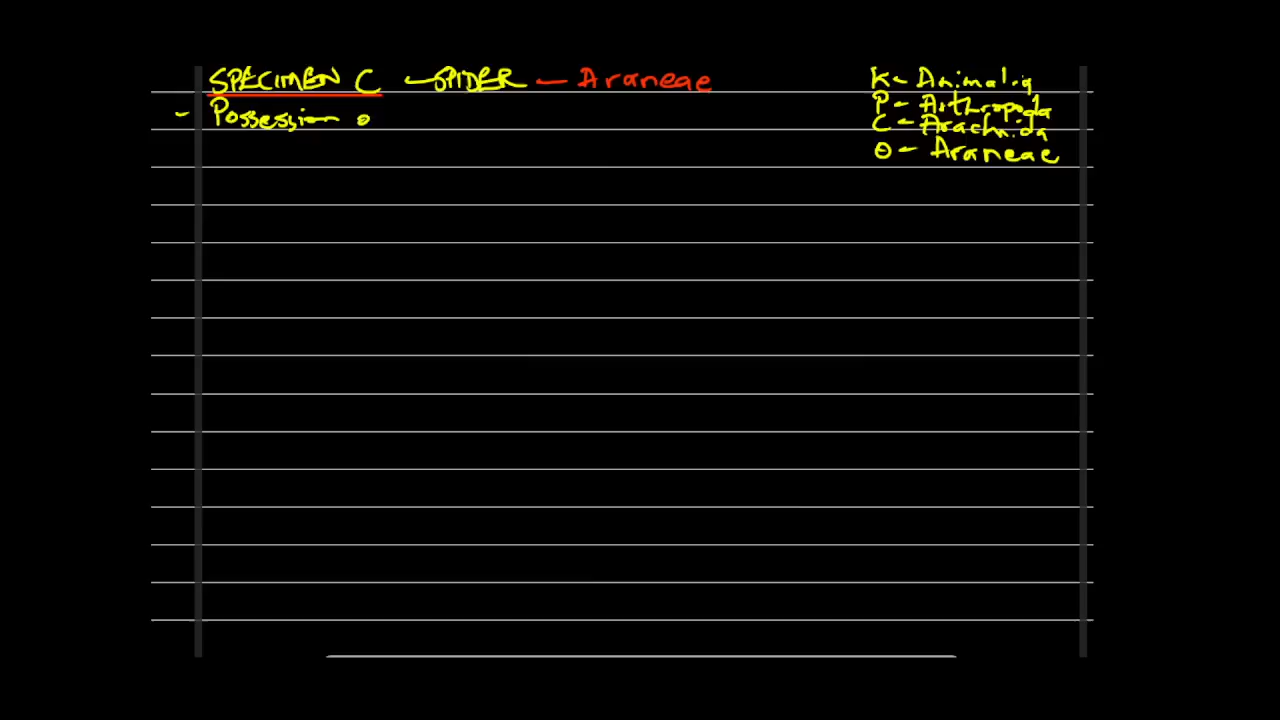 SPECIMEN C - SPIDER - Araneae
- Possession o
K - Animalia
P - Arthropoda
C - Arachnida
O - Araneae